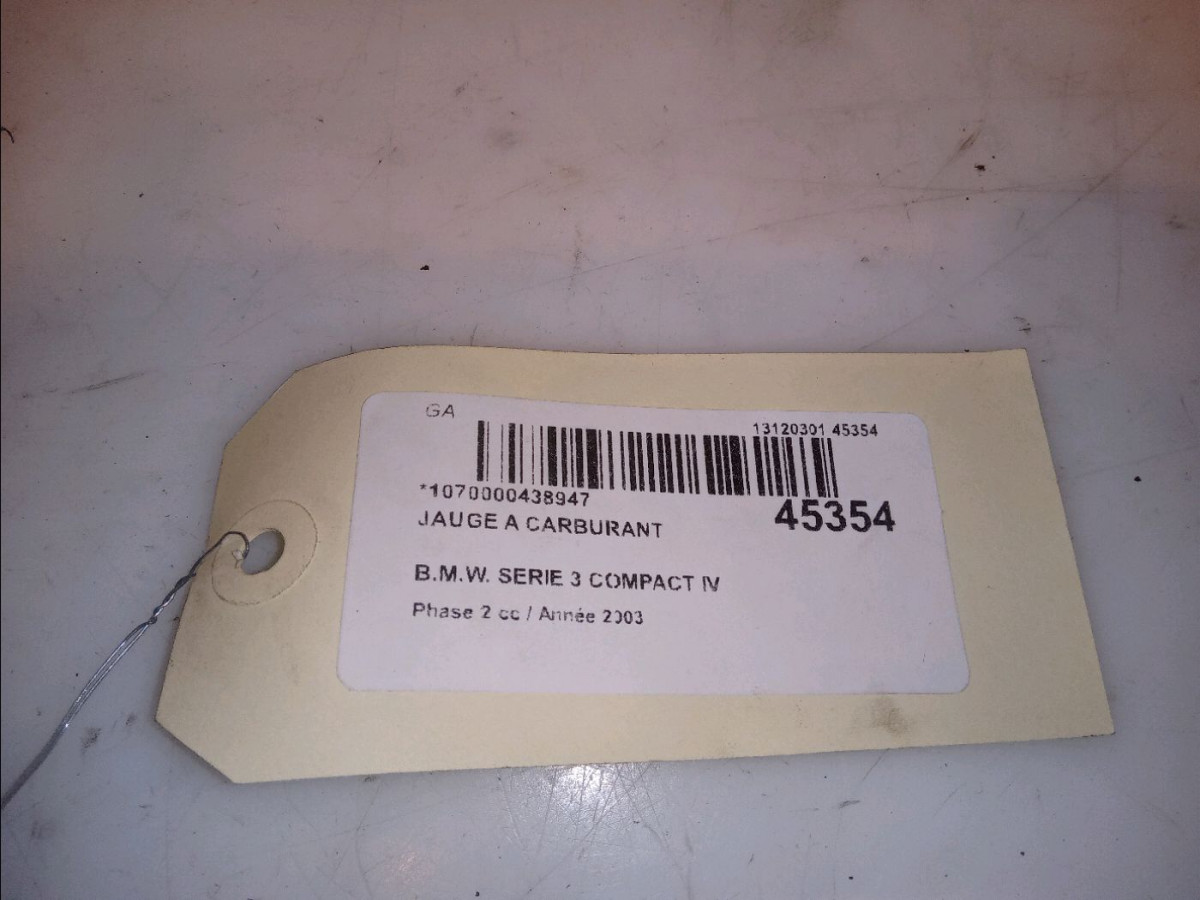 GA
13120301 45354
*1070000438947
45354
JAUGE A CARBURANT
B.M.W. SERIE 3 COMPACT IV
Phase 2 cc / Année 2003